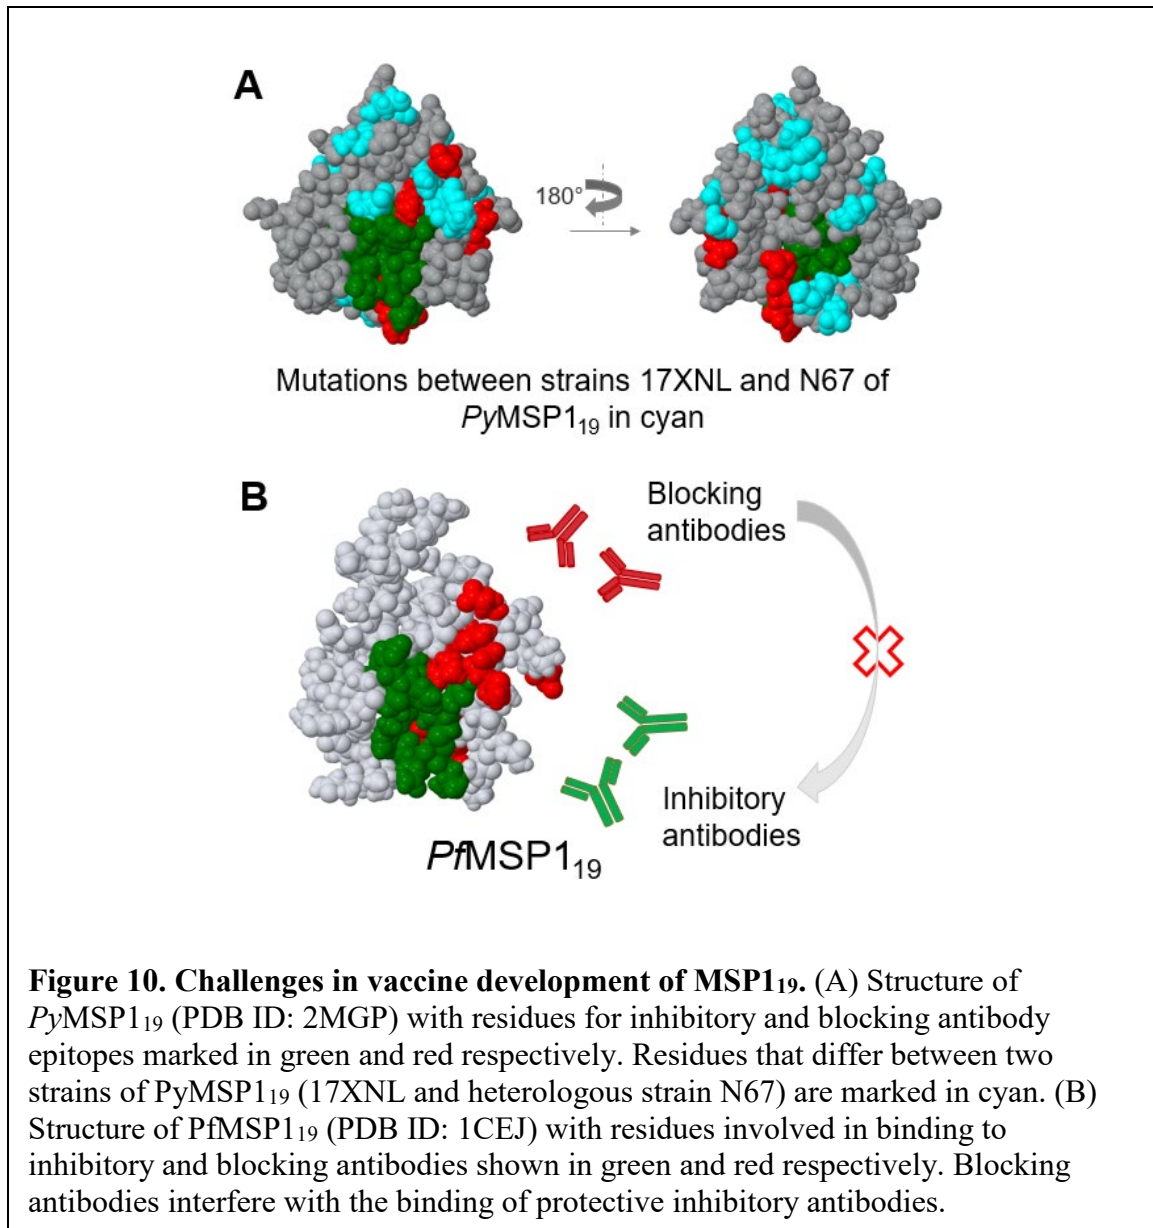 A
180°
Mutations between strains 17XNL and N67 of
PyMSP1₁₉ in cyan
B
Blocking
antibodies
Inhibitory
antibodies
PfMSP1₁₉
Figure 10. Challenges in vaccine development of MSP1₁₉. (A) Structure of
PyMSP1₁₉ (PDB ID: 2MGP) with residues for inhibitory and blocking antibody
epitopes marked in green and red respectively. Residues that differ between two
strains of PyMSP1₁₉ (17XNL and heterologous strain N67) are marked in cyan. (B)
Structure of PfMSP1₁₉ (PDB ID: 1CEJ) with residues involved in binding to
inhibitory and blocking antibodies shown in green and red respectively. Blocking
antibodies interfere with the binding of protective inhibitory antibodies.